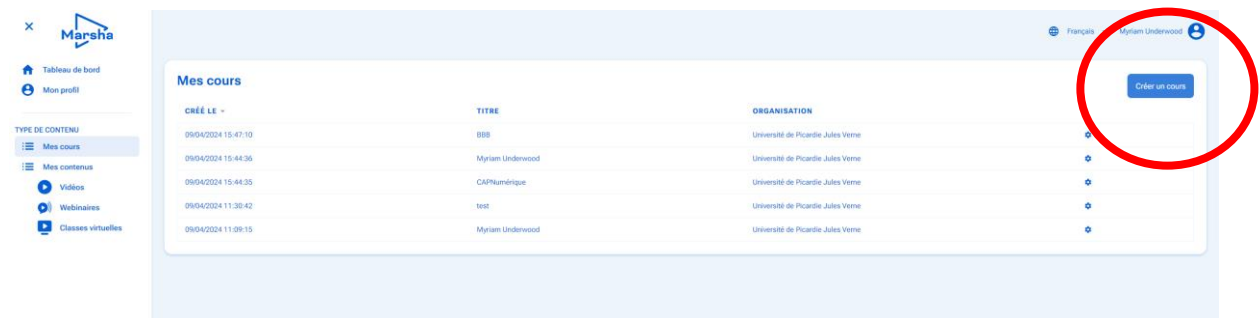 Marsha
Français Myriam Underwood
Tableau de bord
Mon profil
TYPE DE CONTENU
Mes cours
Mes contenus
Vidéos
Webinaires
Classes virtuelles
Mes cours
Créer un cours
CRÉÉ LE TITRE ORGANISATION
09/04/2024 15:47:10 BBB Université de Picardie Jules Verne
09/04/2024 15:44:36 Myriam Underwood Université de Picardie Jules Verne
09/04/2024 15:44:35 CAPNumérique Université de Picardie Jules Verne
09/04/2024 11:30:42 test Université de Picardie Jules Verne
09/04/2024 11:09:15 Myriam Underwood Université de Picardie Jules Verne